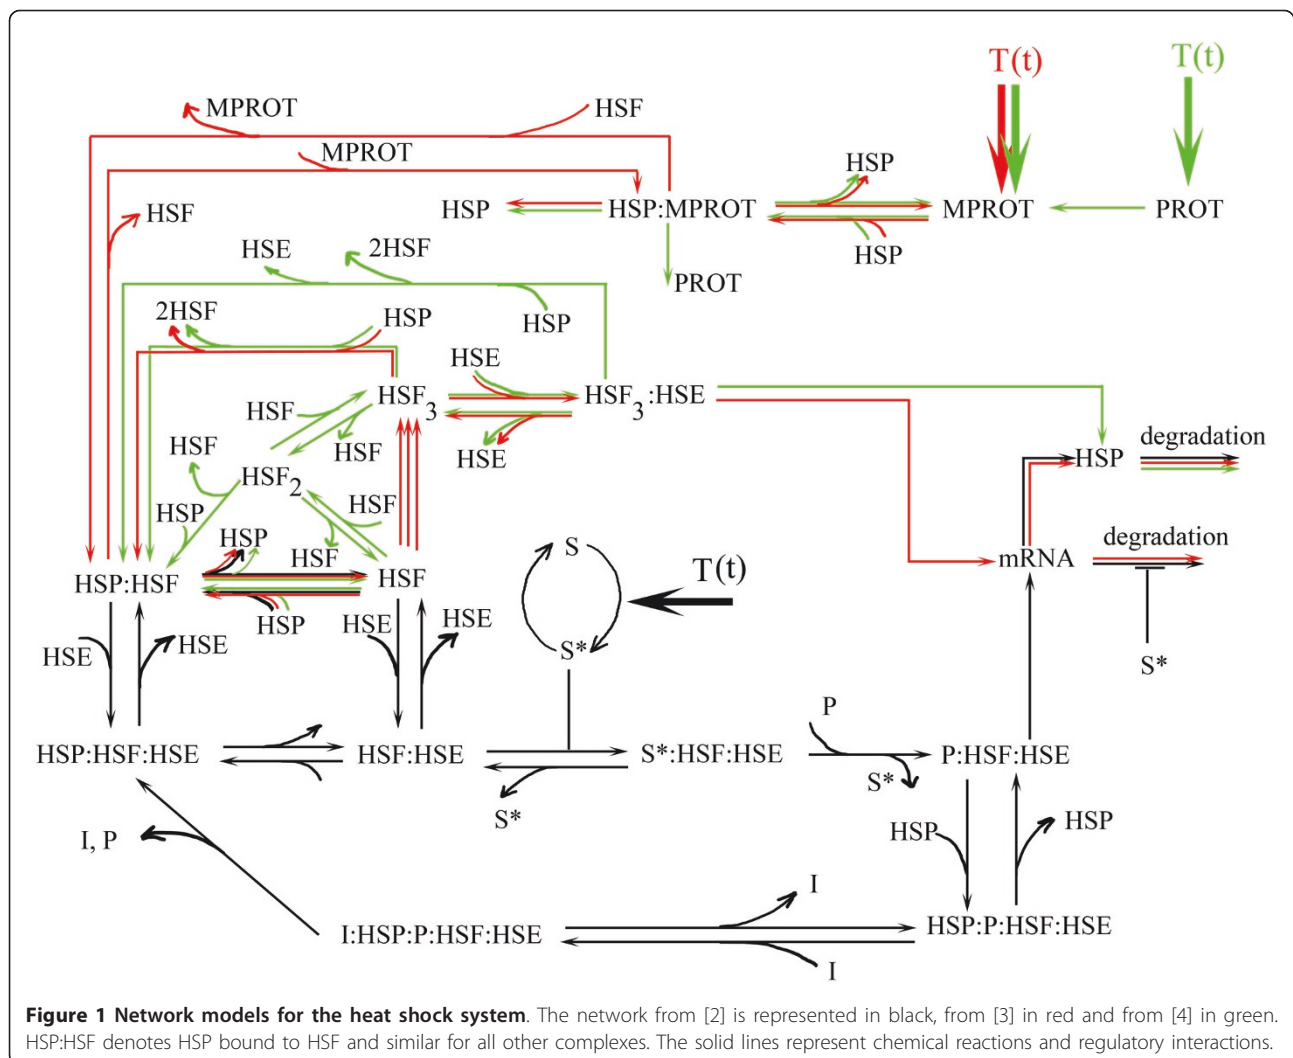 T(t) T(t)
MPROT HSF
MPROT HSP
HSF HSP HSP:MPROT MPROT PROT
HSE 2HSF HSP
PROT
2HSF HSP HSP
HSE
HSF HSF3 HSF3:HSE
HSF HSF HSE HSP degradation
HSF2
HSP HSF
HSP HSF S degradation
HSP:HSF HSF T(t) mRNA
HSE HSE HSP HSE HSE
S* S*
P
HSP:HSF:HSE HSF:HSE S*:HSF:HSE P:HSF:HSE
S*
S*
I, P HSP HSP
I
I:HSP:P:HSF:HSE HSP:P:HSF:HSE
I
Figure 1 Network models for the heat shock system. The network from [2] is represented in black, from [3] in red and from [4] in green.
HSP:HSF denotes HSP bound to HSF and similar for all other complexes. The solid lines represent chemical reactions and regulatory interactions.